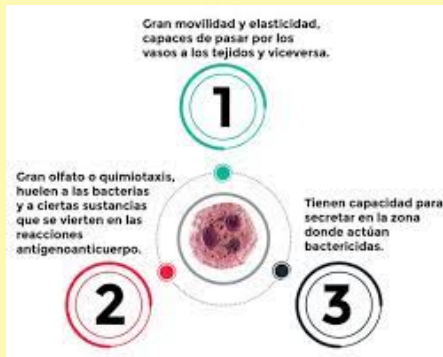 Gran movilidad y elasticidad,
capaces de pasar por los
vasos a los tejidos y viceversa.
1
Gran olfato o quimiotaxis,
huelen a las bacterias
y a ciertas sustancias
que se vierten en las
reacciones
antígenoanticuerpo.
2
Tienen capacidad para
secretar en la zona
donde actúan
bactericidas.
3